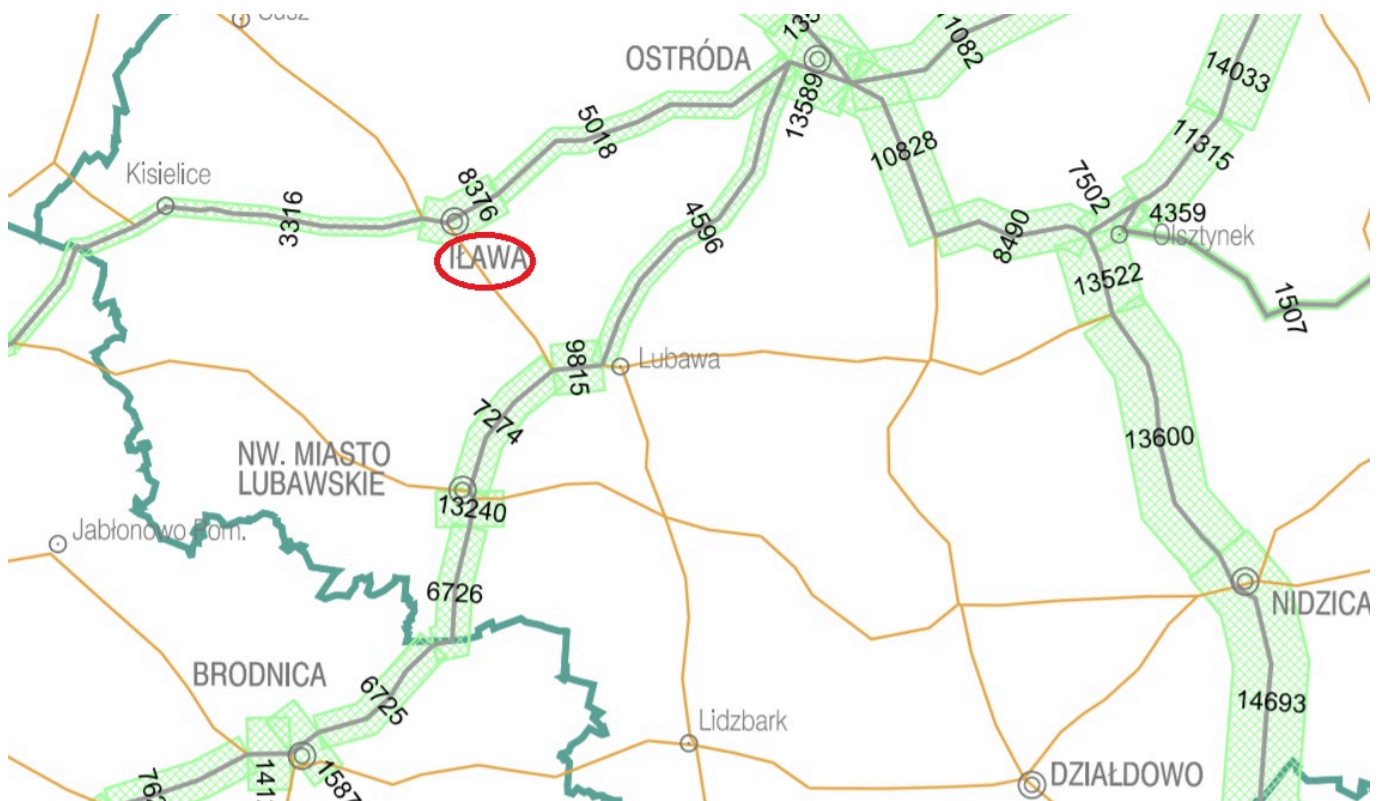 OSTRÓDA
11082
14033
13589
11315
5018
10828
7502
Kisielice
8376
4359
3316
4596
8490
Olsztynek
IŁAWA
13522
1507
9815
Lubawa
7274
13600
NW. MIASTO
LUBAWSKIE
13240
Jabłonowo Pom.
6726
NIDZICA
BRODNICA
6725
14693
Lidzbark
DZIAŁDOWO